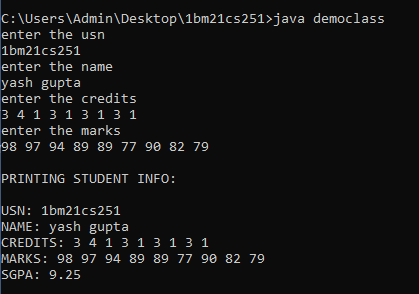 C:\Users\Admin\Desktop\1bm21cs251>java democlass
enter the usn
1bm21cs251
enter the name
yash gupta
enter the credits
3 4 1 3 1 3 1 3 1
enter the marks
98 97 94 89 89 77 90 82 79
PRINTING STUDENT INFO:
USN: 1bm21cs251
NAME: yash gupta
CREDITS: 3 4 1 3 1 3 1 3 1
MARKS: 98 97 94 89 89 77 90 82 79
SGPA: 9.25